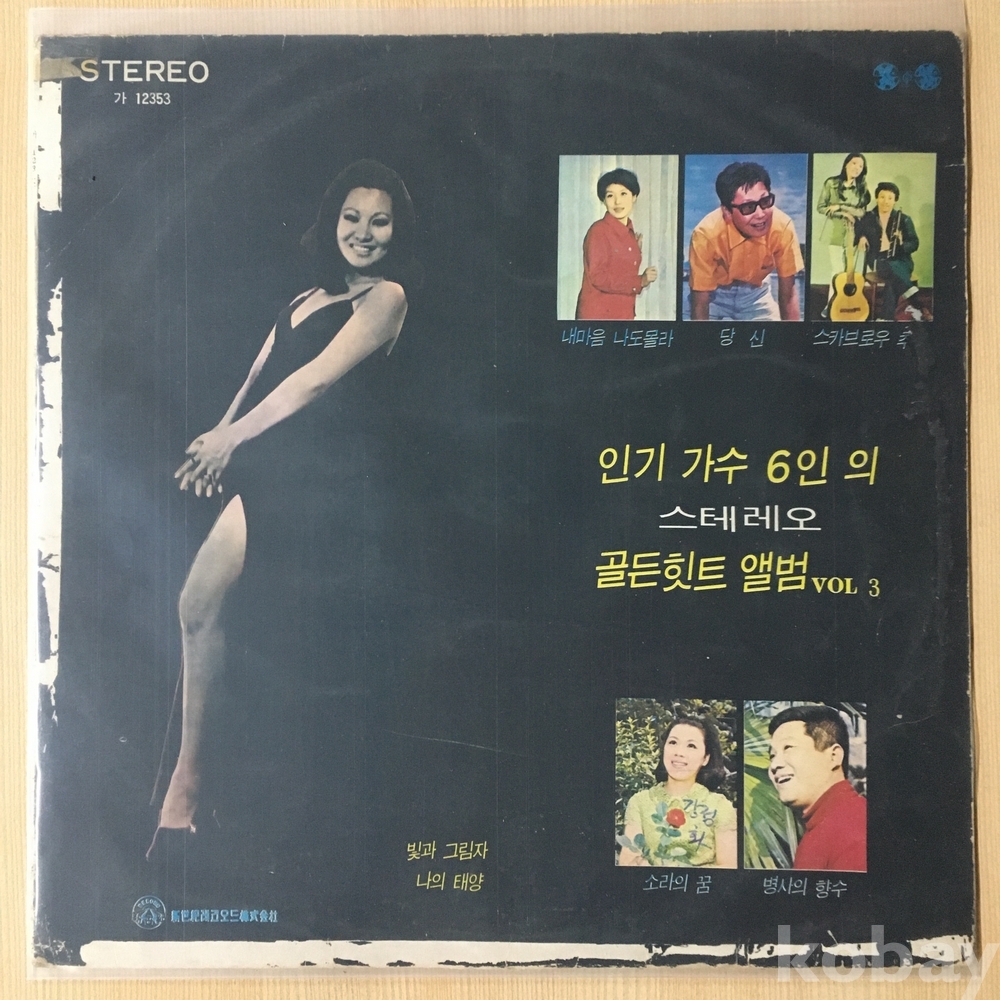 STEREO
가 12353
내마음 나도몰라
당 신
스카브로우
인기 가수 6인 의
스테레오
골든힛트 앨범 VOL 3
빛과 그림자
나의 태양
소라의 꿈
병사의 향수
kobay